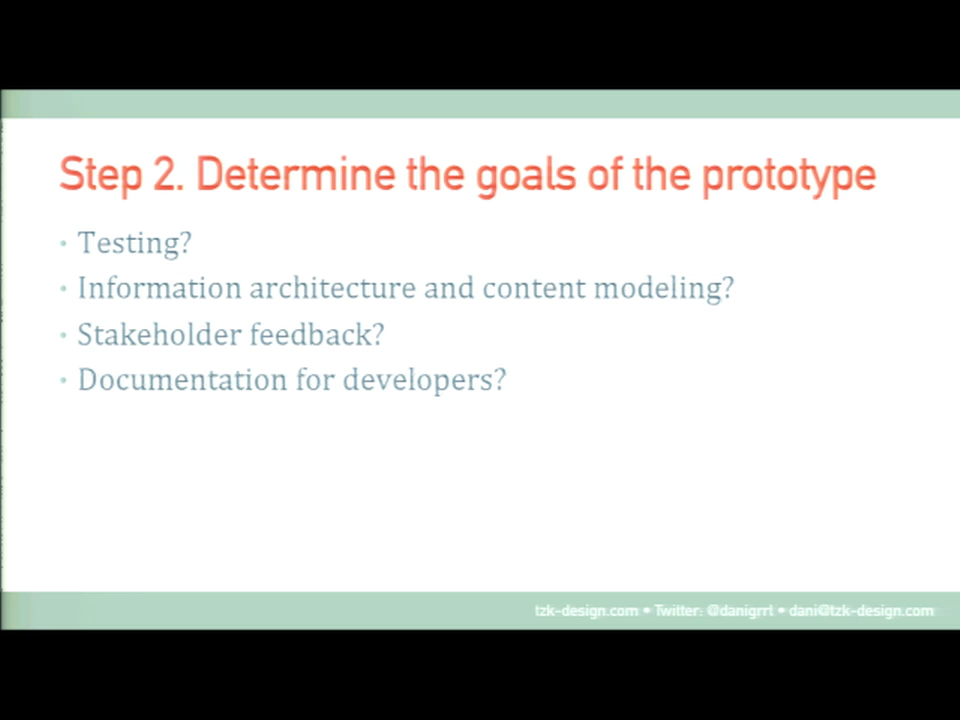 Step 2. Determine the goals of the prototype
• Testing?
• Information architecture and content modeling?
• Stakeholder feedback?
• Documentation for developers?
tzk-design.com • Twitter: @danigrrl • dani@tzk-design.com